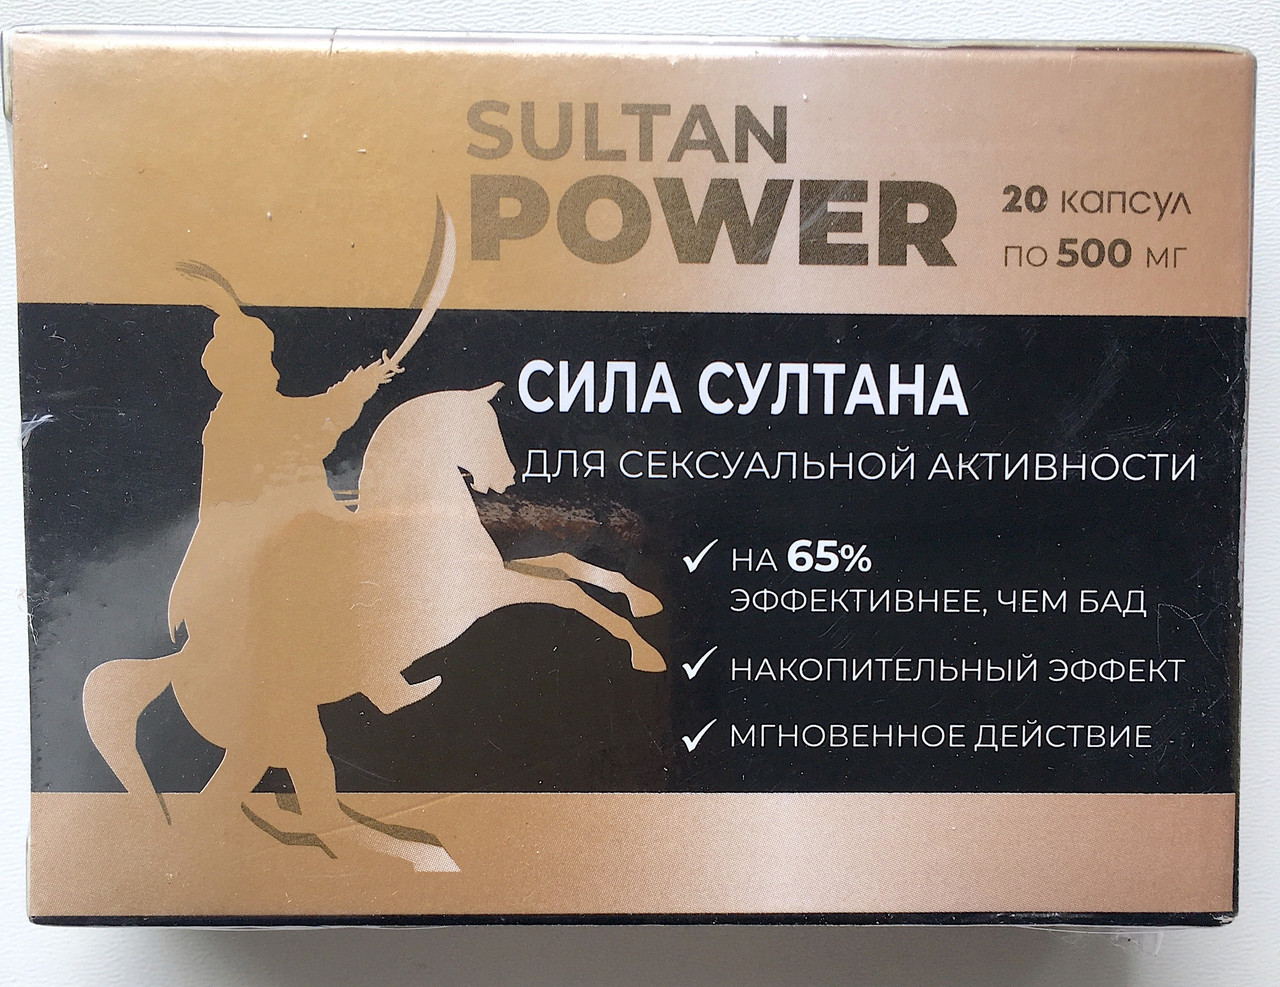 SULTAN
POWER
20 капсул
по 500 мг
СИЛА СУЛТАНА
ДЛЯ СЕКСУАЛЬНОЙ АКТИВНОСТИ
✓ НА 65%
ЭФФЕКТИВНЕЕ, ЧЕМ БАД
✓ НАКОПИТЕЛЬНЫЙ ЭФФЕКТ
✓ МГНОВЕННОЕ ДЕЙСТВИЕ